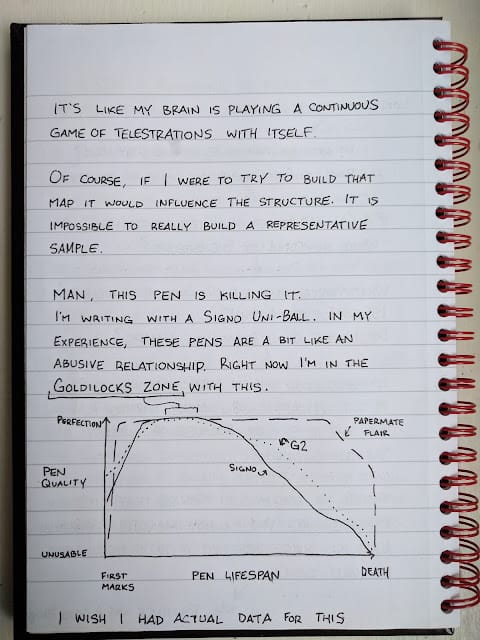 IT'S LIKE MY BRAIN IS PLAYING A CONTINUOUS
GAME OF TELESTRATIONS WITH ITSELF.
OF COURSE, IF I WERE TO TRY TO BUILD THAT
MAP IT WOULD INFLUENCE THE STRUCTURE. IT IS
IMPOSSIBLE TO REALLY BUILD A REPRESENTATIVE
SAMPLE.
MAN, THIS PEN IS KILLING IT.
I'M WRITING WITH A SIGNO UNI-BALL. IN MY
EXPERIENCE, THESE PENS ARE A BIT LIKE AN
ABUSIVE RELATIONSHIP. RIGHT NOW I'M IN THE
GOLDILOCKS ZONE WITH THIS.
PERFECTION
PAPERMATE
FLAIR
G2
SIGNO
PEN
QUALITY
UNUSABLE
FIRST
MARKS
PEN LIFESPAN
DEATH
I WISH I HAD ACTUAL DATA FOR THIS